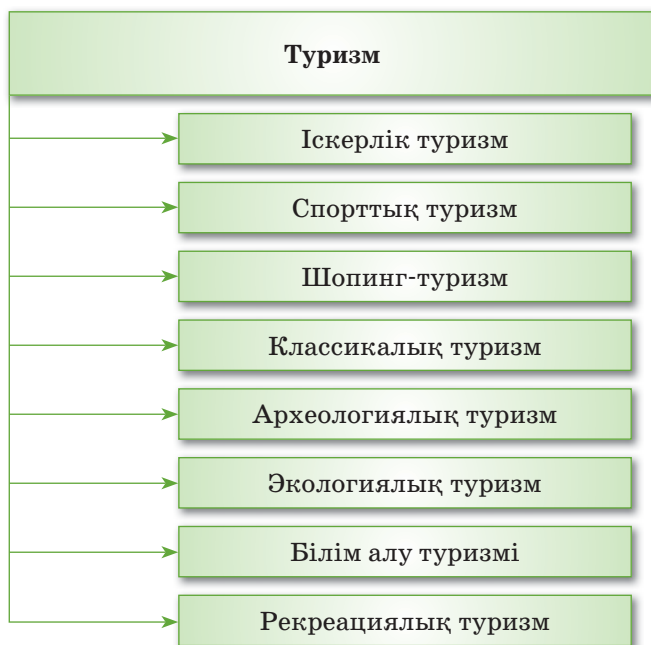 Туризм
Іскерлік туризм
Спорттық туризм
Шопинг-туризм
Классикалық туризм
Археологиялық туризм
Экологиялық туризм
Білім алу туризмі
Рекреациялық туризм